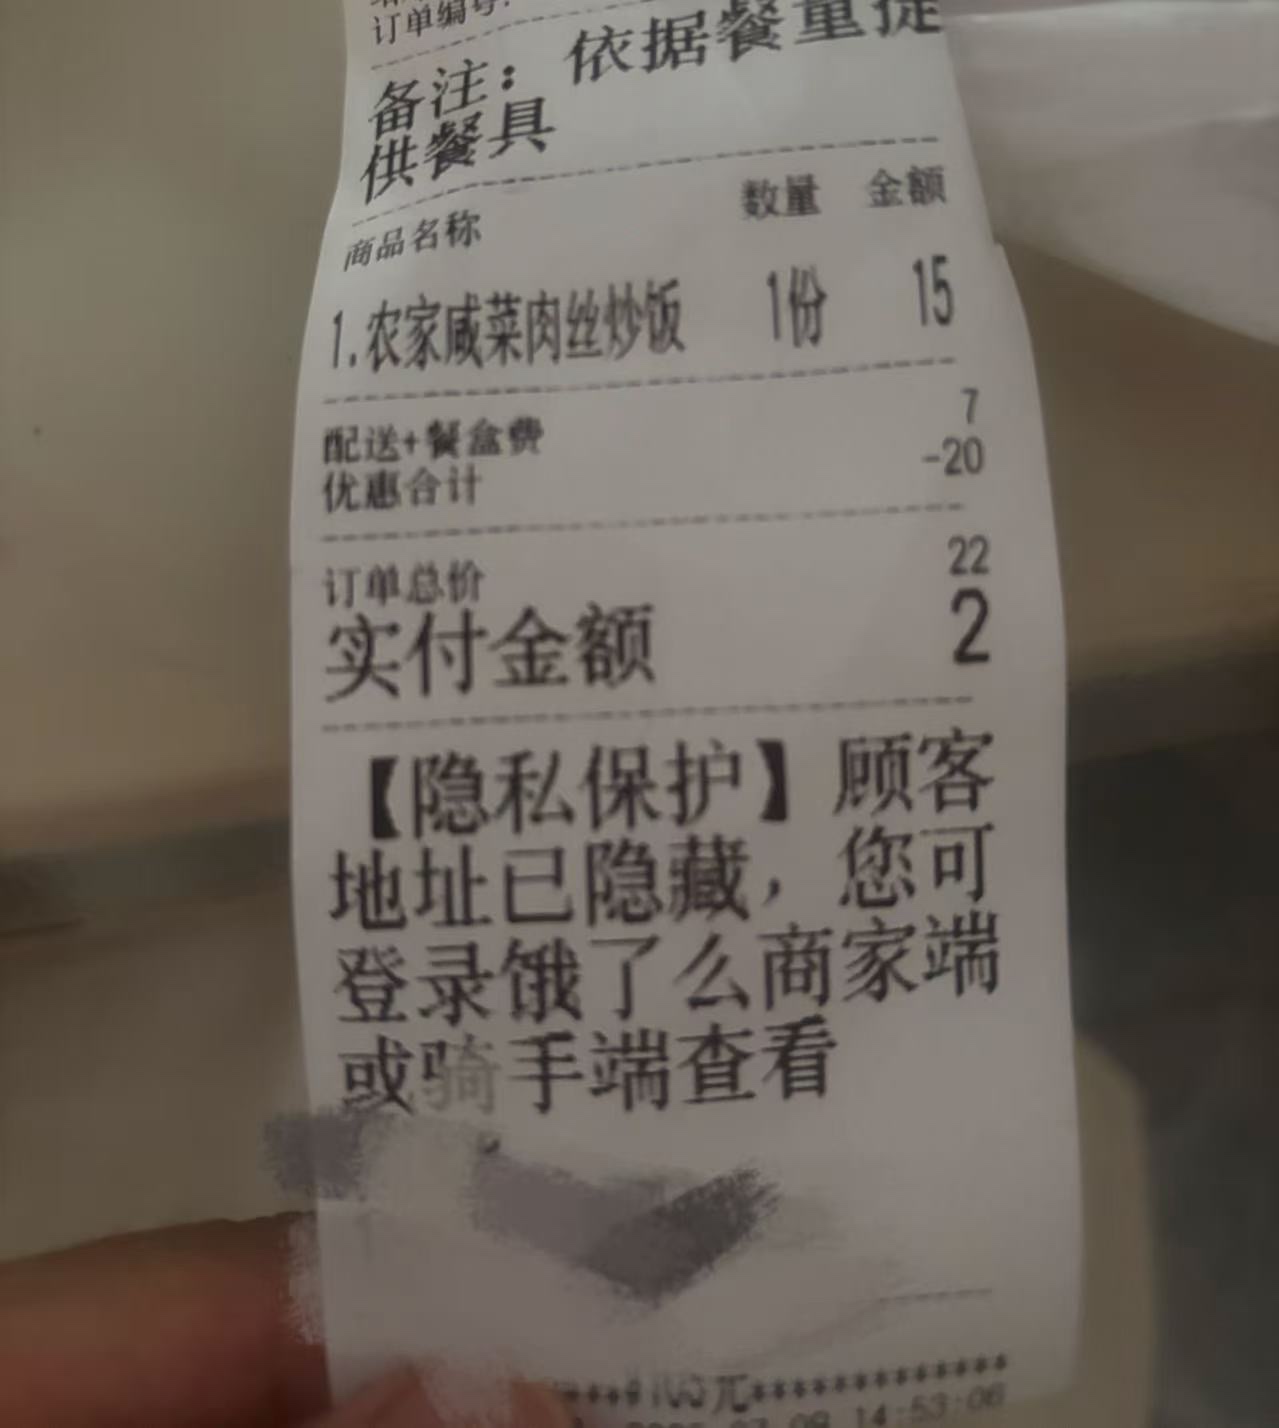 订单编号:
备注： 依据餐量提
供餐具
商品名称 数量 金额
1.农家咸菜肉丝炒饭 1份 15
配送+餐盒费 7
优惠合计 -20
订单总价 22
实付金额 2
【隐私保护】顾客
地址已隐藏，您可
登录饿了么商家端
或骑手端查看
元*************
14:53:06